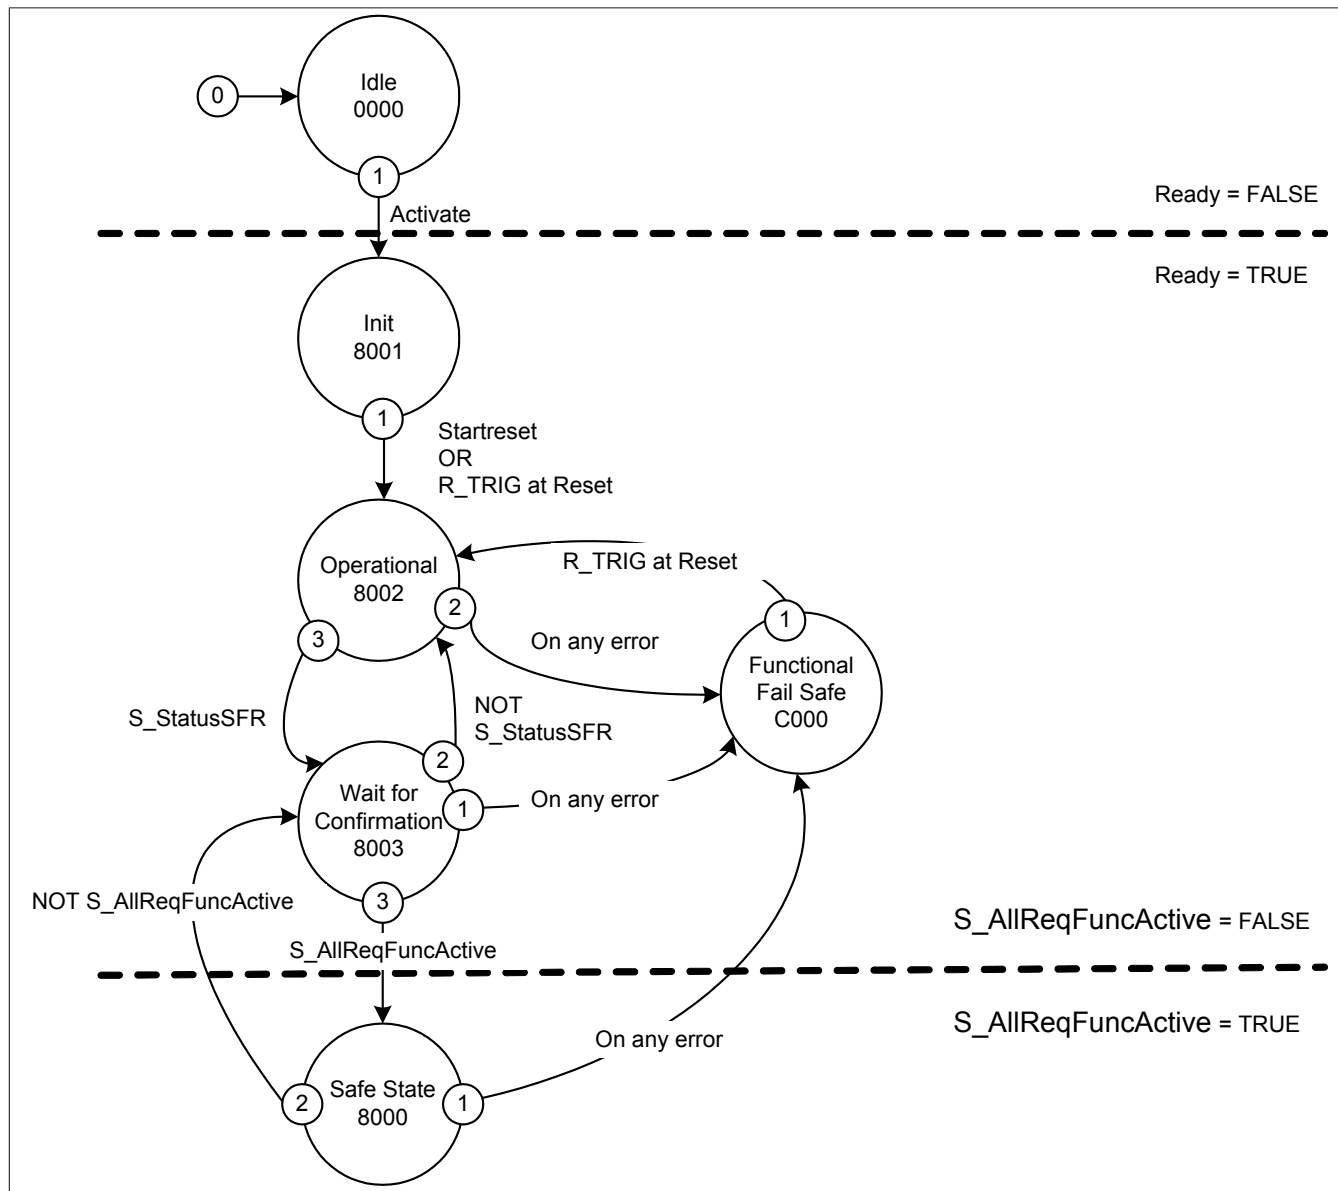 Idle
0000
0
1
Activate
Ready = FALSE
Ready = TRUE
Init
8001
1
Startreset
OR
R_TRIG at Reset
Operational
8002
2
3
R_TRIG at Reset
1
On any error
Functional
Fail Safe
C000
S_StatusSFR
NOT
S_StatusSFR
2
1
Wait for
Confirmation
8003
On any error
3
NOT S_AllReqFuncActive
S_AllReqFuncActive
S_AllReqFuncActive = FALSE
S_AllReqFuncActive = TRUE
On any error
Safe State
8000
2
1